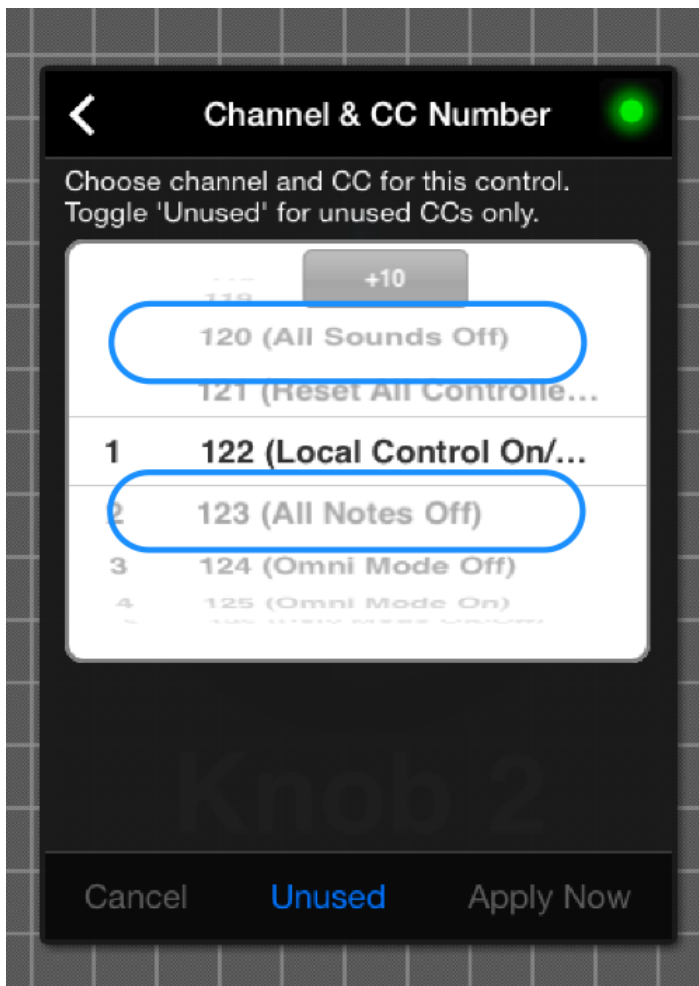 Channel & CC Number
Choose channel and CC for this control.
Toggle 'Unused' for unused CCs only.
+10
119
120 (All Sounds Off)
121 (Reset All Controlle...
1 122 (Local Control On/...
2 123 (All Notes Off)
3 124 (Omni Mode Off)
4 125 (Omni Mode On)
Knob 2
Cancel Unused Apply Now